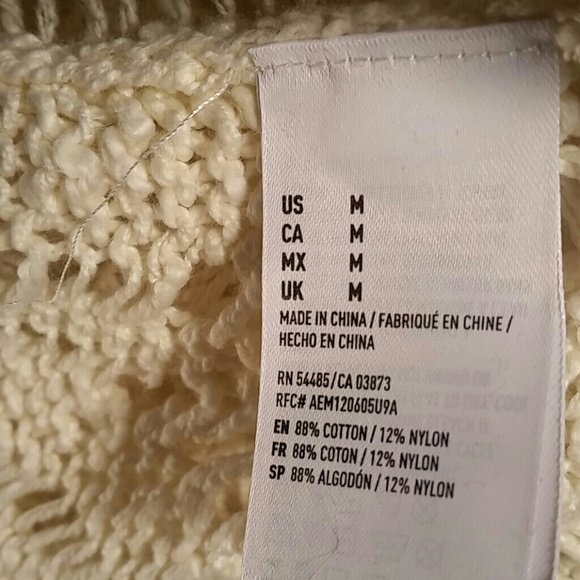 US M
CA M
MX M
UK M
MADE IN CHINA / FABRIQUÉ EN CHINE /
HECHO EN CHINA
RN 54485/CA 03873
RFC# AEM120605U9A
EN 88% COTTON / 12% NYLON
FR 88% COTON / 12% NYLON
SP 88% ALGODÓN / 12% NYLON